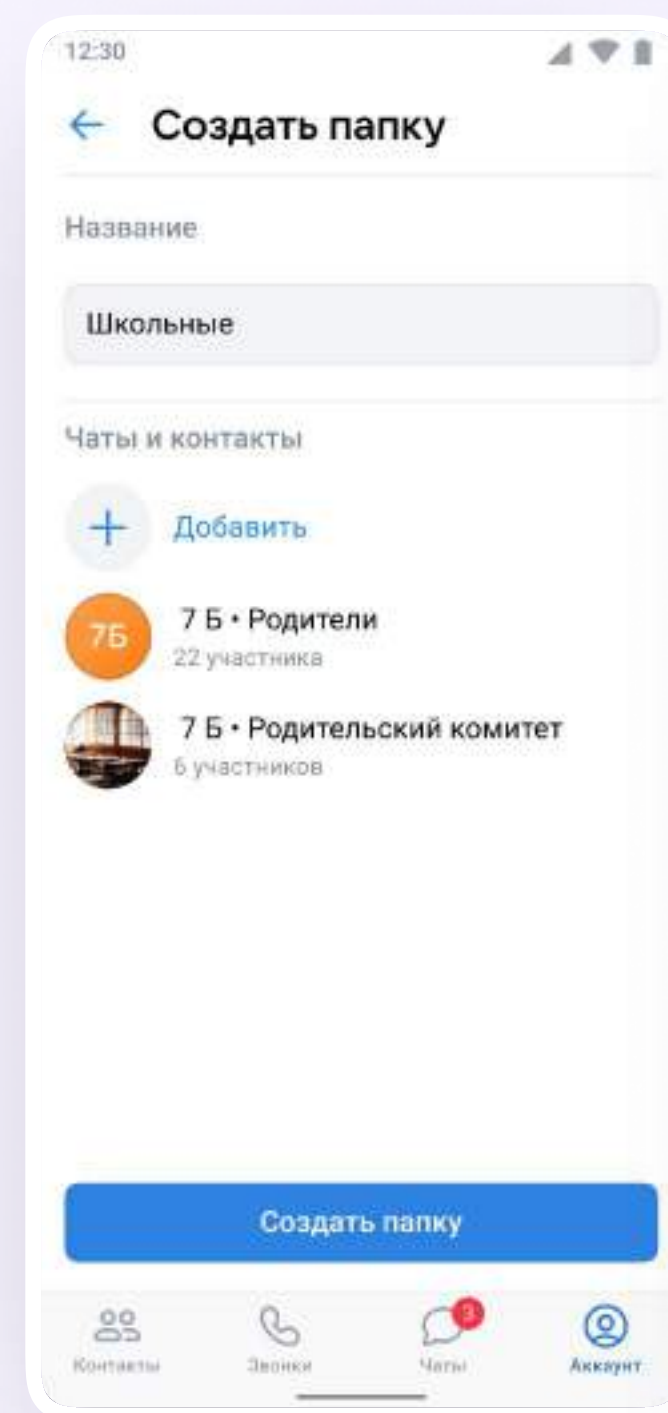 12:30
Создать папку
Название
Школьные
Чаты и контакты
Добавить
7Б
7 Б • Родители
22 участника
7 Б • Родительский комитет
6 участников
Создать папку
3
Контакты Звонки Чаты Аккаунт